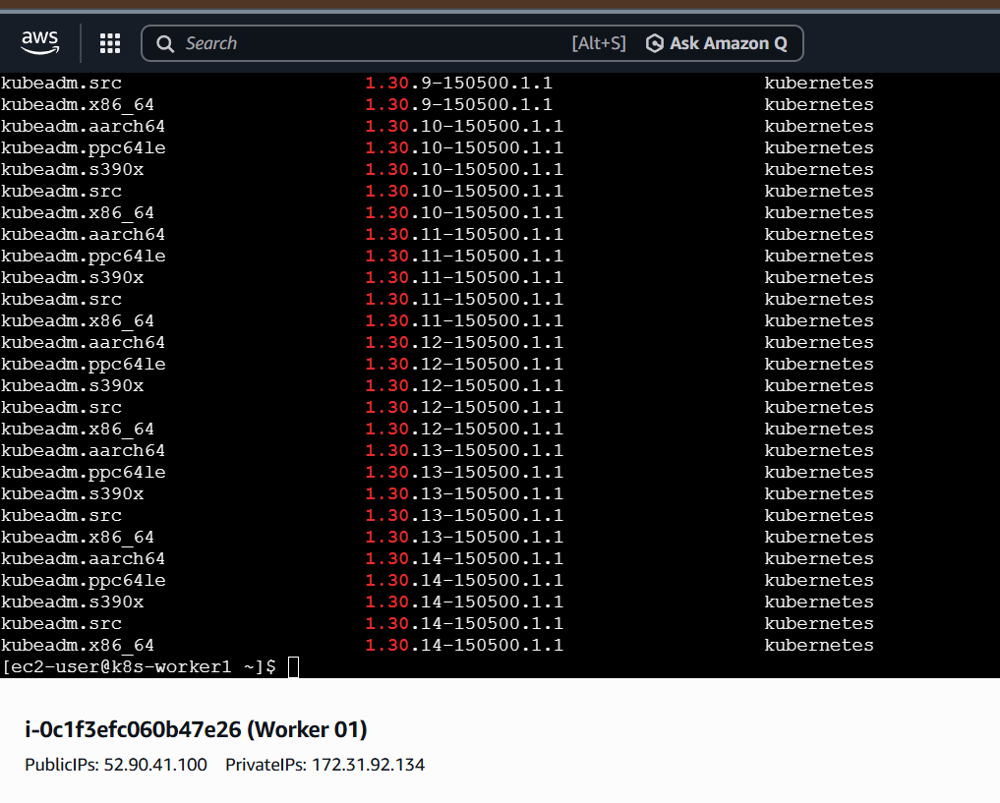 aws
Search [Alt+S] Ask Amazon Q
kubeadm.src 1.30.9-150500.1.1 kubernetes
kubeadm.x86_64 1.30.9-150500.1.1 kubernetes
kubeadm.aarch64 1.30.10-150500.1.1 kubernetes
kubeadm.ppc64le 1.30.10-150500.1.1 kubernetes
kubeadm.s390x 1.30.10-150500.1.1 kubernetes
kubeadm.src 1.30.10-150500.1.1 kubernetes
kubeadm.x86_64 1.30.10-150500.1.1 kubernetes
kubeadm.aarch64 1.30.11-150500.1.1 kubernetes
kubeadm.ppc64le 1.30.11-150500.1.1 kubernetes
kubeadm.s390x 1.30.11-150500.1.1 kubernetes
kubeadm.src 1.30.11-150500.1.1 kubernetes
kubeadm.x86_64 1.30.11-150500.1.1 kubernetes
kubeadm.aarch64 1.30.12-150500.1.1 kubernetes
kubeadm.ppc64le 1.30.12-150500.1.1 kubernetes
kubeadm.s390x 1.30.12-150500.1.1 kubernetes
kubeadm.src 1.30.12-150500.1.1 kubernetes
kubeadm.x86_64 1.30.12-150500.1.1 kubernetes
kubeadm.aarch64 1.30.13-150500.1.1 kubernetes
kubeadm.ppc64le 1.30.13-150500.1.1 kubernetes
kubeadm.s390x 1.30.13-150500.1.1 kubernetes
kubeadm.src 1.30.13-150500.1.1 kubernetes
kubeadm.x86_64 1.30.13-150500.1.1 kubernetes
kubeadm.aarch64 1.30.14-150500.1.1 kubernetes
kubeadm.ppc64le 1.30.14-150500.1.1 kubernetes
kubeadm.s390x 1.30.14-150500.1.1 kubernetes
kubeadm.src 1.30.14-150500.1.1 kubernetes
kubeadm.x86_64 1.30.14-150500.1.1 kubernetes
[ec2-user@k8s-worker1 ~]$
i-0c1f3efc060b47e26 (Worker 01)
PublicIPs: 52.90.41.100 PrivateIPs: 172.31.92.134